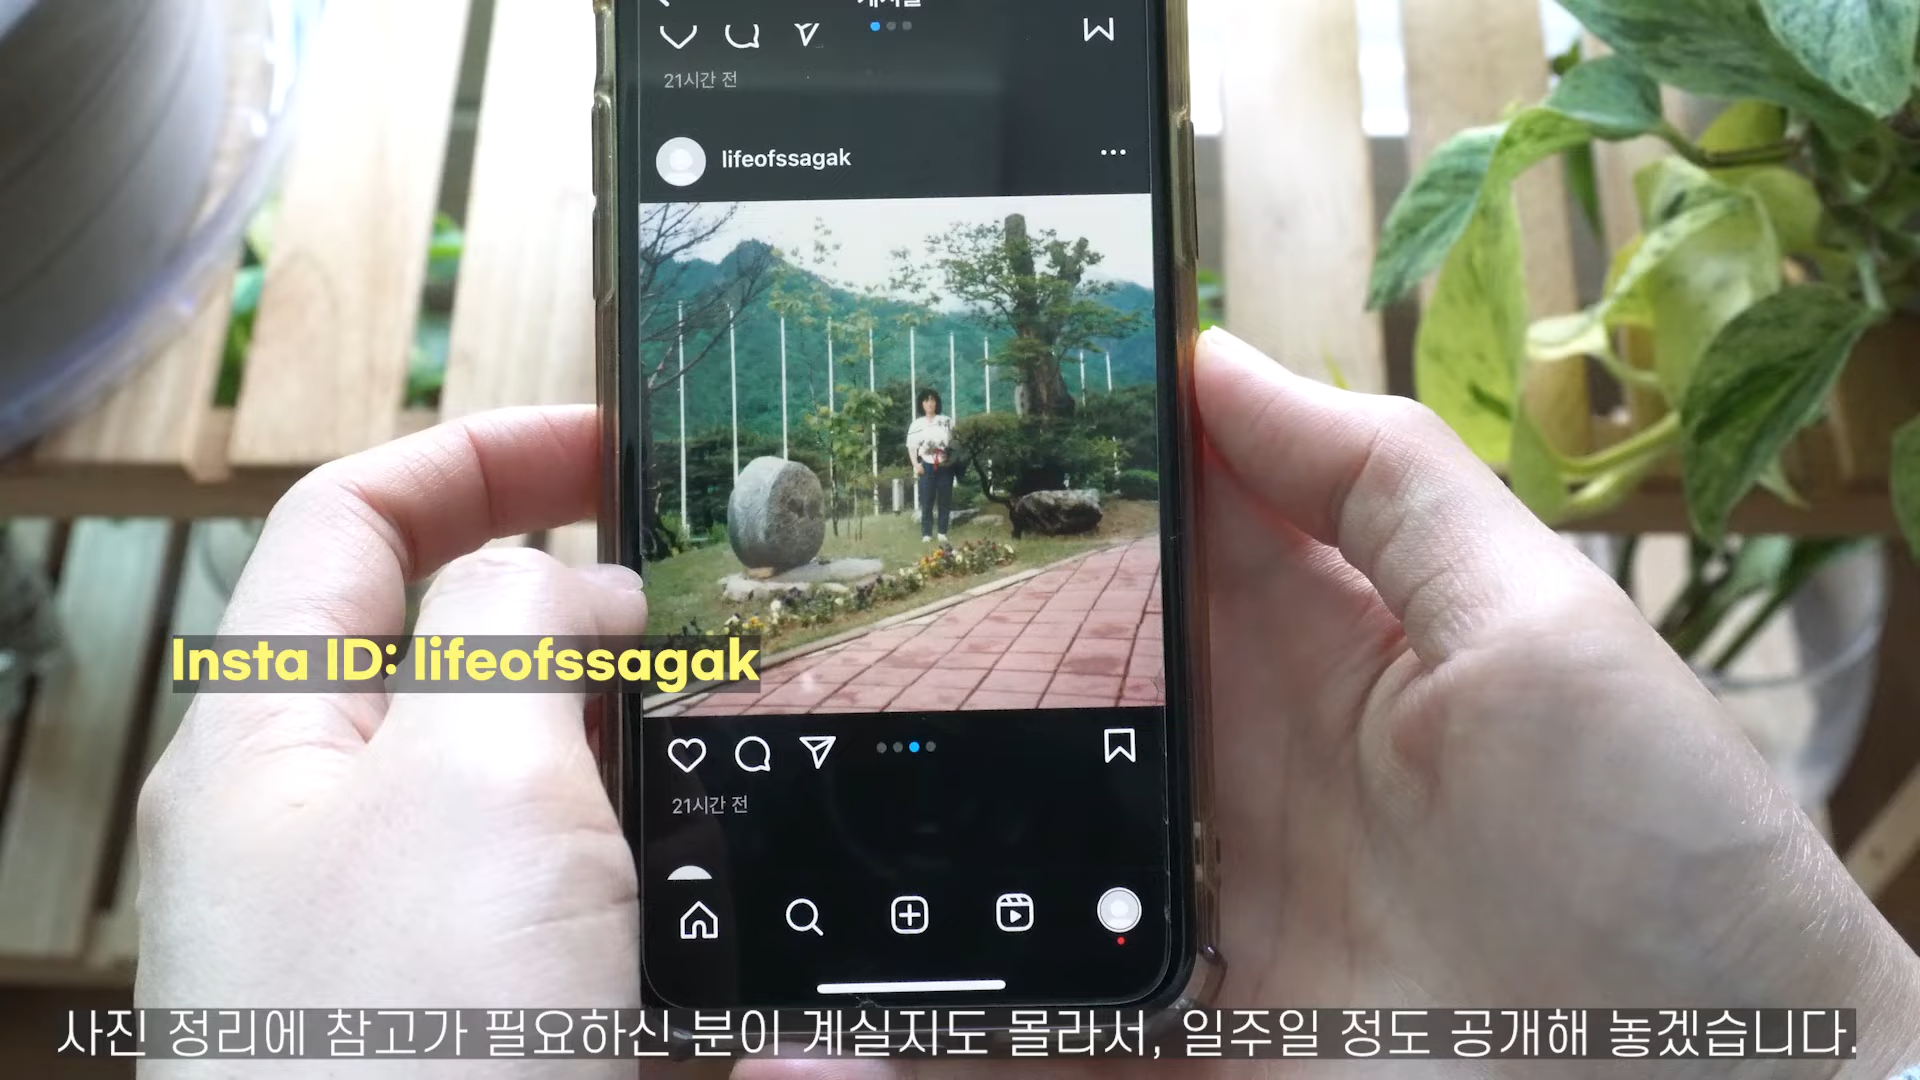 21시간 전
lifeofssagak
Insta ID: lifeofssagak
21시간 전
사진 정리에 참고가 필요하신 분이 계실지도 몰라서, 일주일 정도 공개해 놓겠습니다.